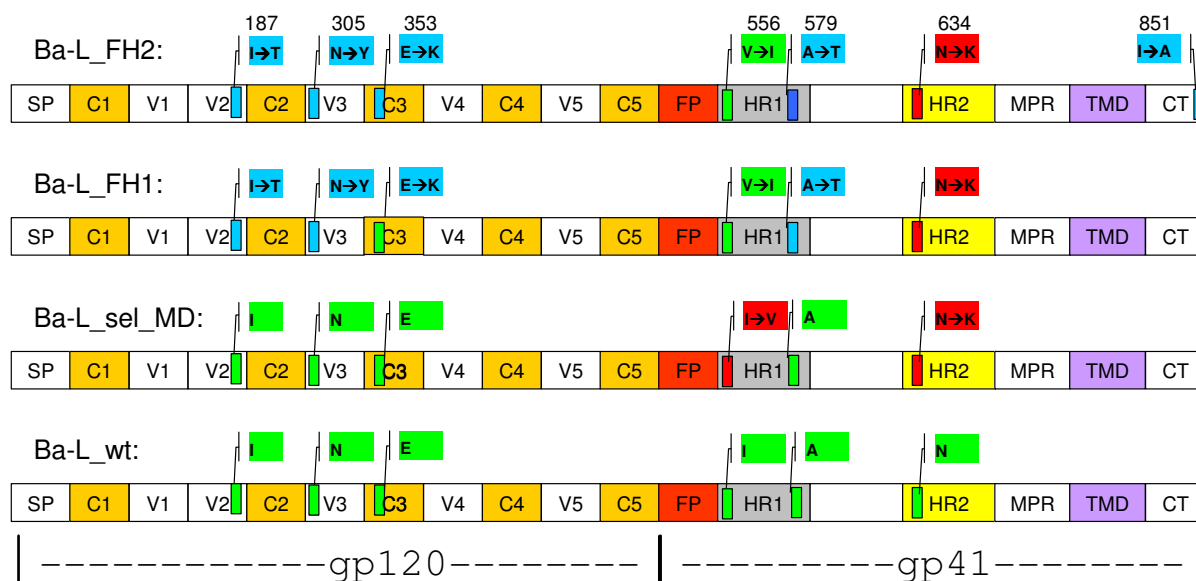 187 305 353 556 579 634 851
Ba-L_FH2: I→T N→Y E→K V→I A→T N→K I→A
SP C1 V1 V2 C2 V3 C3 V4 C4 V5 C5 FP HR1 HR2 MPR TMD CT
Ba-L_FH1: I→T N→Y E→K V→I A→T N→K
SP C1 V1 V2 C2 V3 C3 V4 C4 V5 C5 FP HR1 HR2 MPR TMD CT
Ba-L_sel_MD: I N E I→V A N→K
SP C1 V1 V2 C2 V3 C3 V4 C4 V5 C5 FP HR1 HR2 MPR TMD CT
Ba-L_wt: I N E I A N
SP C1 V1 V2 C2 V3 C3 V4 C4 V5 C5 FP HR1 HR2 MPR TMD CT
gp120 gp41